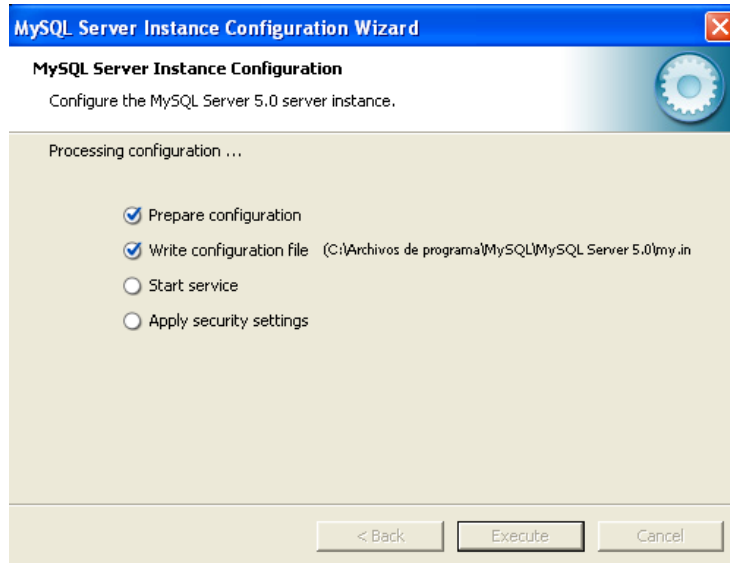 MySQL Server Instance Configuration Wizard
MySQL Server Instance Configuration
Configure the MySQL Server 5.0 server instance.
Processing configuration ...
Prepare configuration
Write configuration file (C:\Archivos de programa\MySQL\MySQL Server 5.0\my.in
Start service
Apply security settings
< Back Execute Cancel